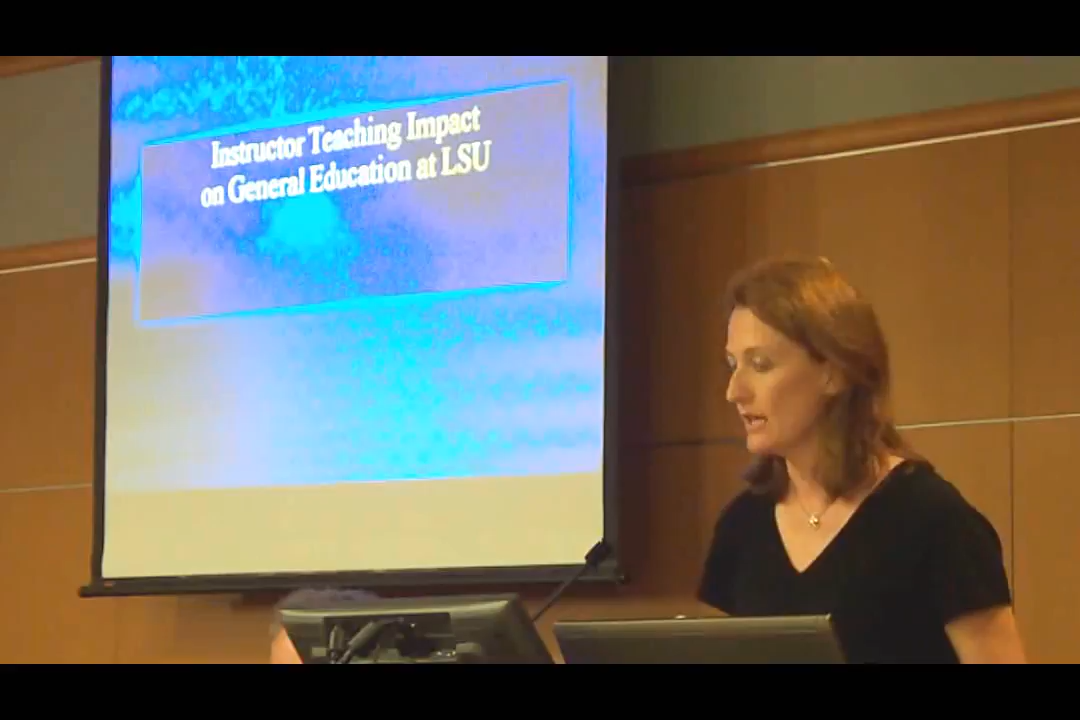 Instructor Teaching Impact
on General Education at LSU